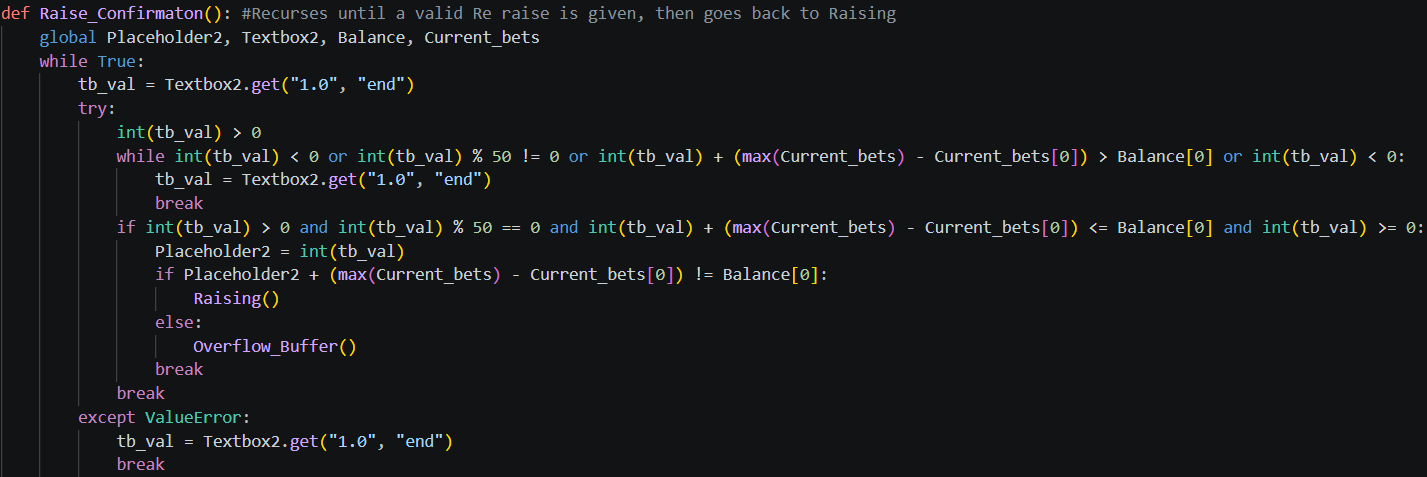 def Raise_Confirmaton(): #Recurses until a valid Re raise is given, then goes back to Raising
    global Placeholder2, Textbox2, Balance, Current_bets
    while True:
        tb_val = Textbox2.get("1.0", "end")
        try:
            int(tb_val) > 0
            while int(tb_val) < 0 or int(tb_val) % 50 != 0 or int(tb_val) + (max(Current_bets) - Current_bets[0]) > Balance[0] or int(tb_val) < 0:
                tb_val = Textbox2.get("1.0", "end")
                break
            if int(tb_val) > 0 and int(tb_val) % 50 == 0 and int(tb_val) + (max(Current_bets) - Current_bets[0]) <= Balance[0] and int(tb_val) >= 0:
                Placeholder2 = int(tb_val)
                if Placeholder2 + (max(Current_bets) - Current_bets[0]) != Balance[0]:
                    Raising()
                else:
                    Overflow_Buffer()
                break
            break
        except ValueError:
            tb_val = Textbox2.get("1.0", "end")
            break